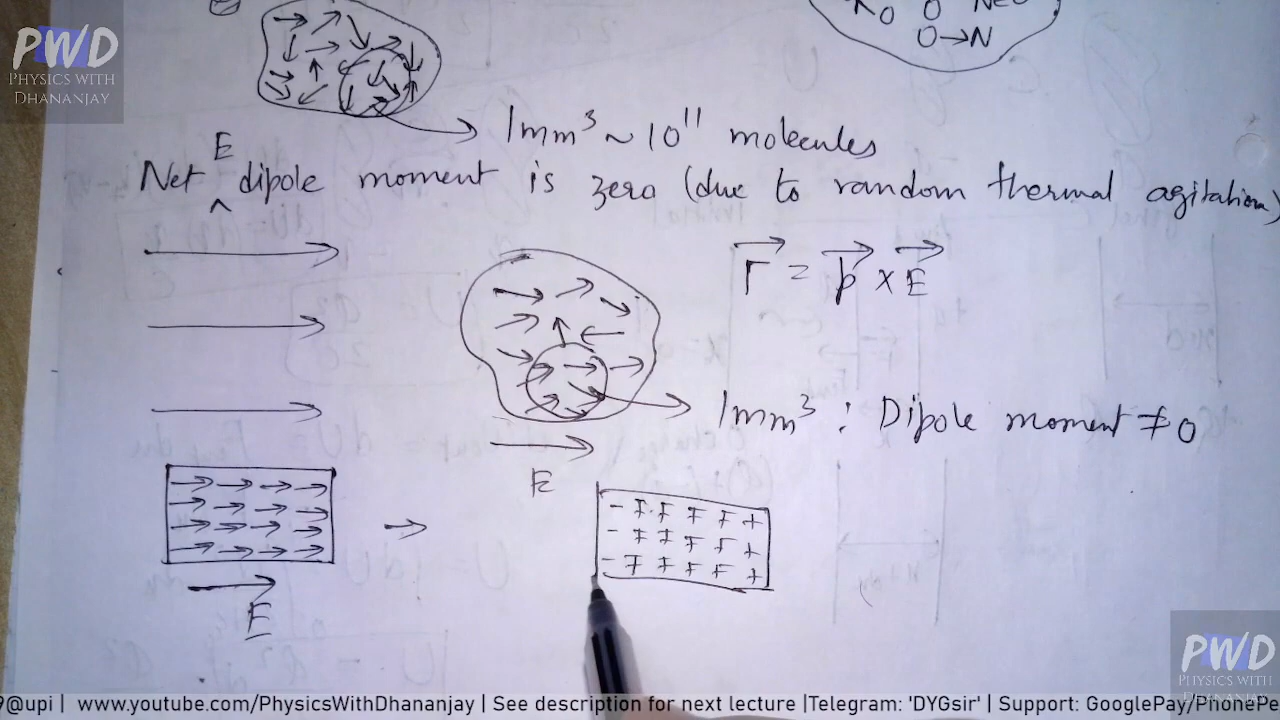 PWD
PHYSICS WITH
DHANANJAY
O
O→N
1mm³ ~ 10¹¹ molecules
E
Net ^ dipole moment is zero (due to random thermal agitation)
Γ = p × E
1mm³ : Dipole moment ≠ 0
E
- ∓ ∓ ∓ ∓ +
- ∓ ∓ ∓ ∓ +
- ∓ ∓ ∓ ∓ +
E
PWD
PHYSICS WITH
DHANANJAY
9@upi | www.youtube.com/PhysicsWithDhananjay | See description for next lecture |Telegram: 'DYGsir' | Support: GooglePay/PhonePe